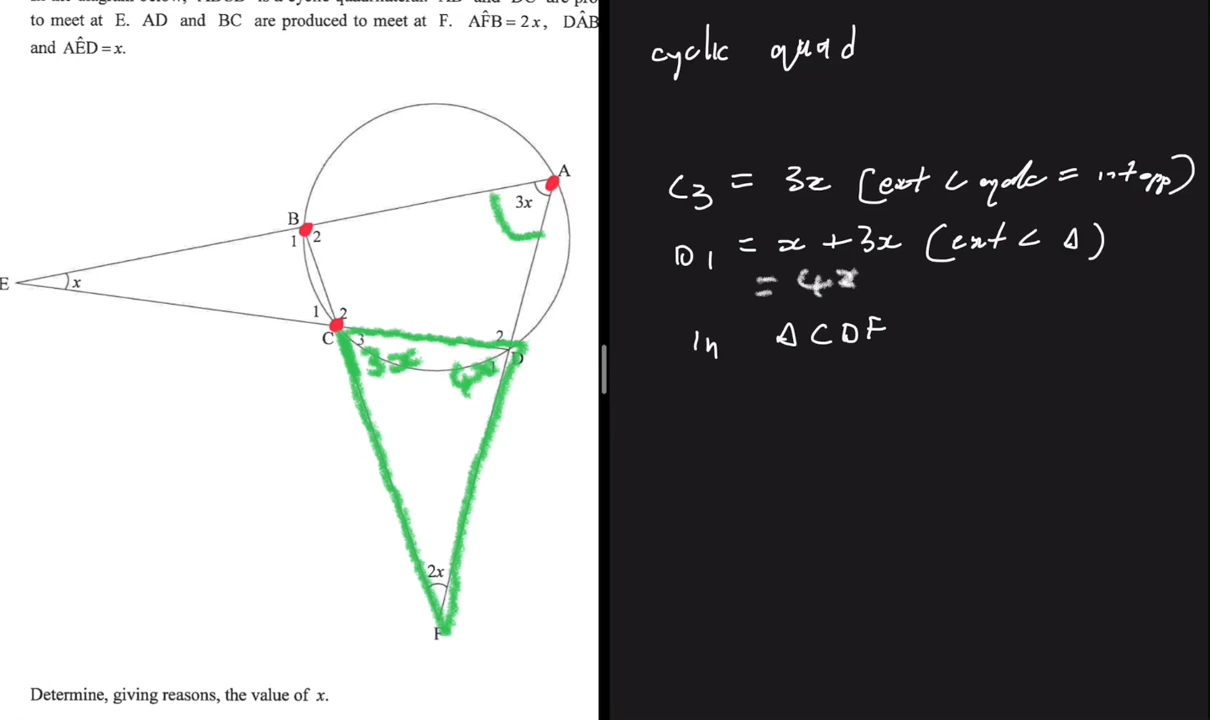 to meet at E. AD and BC are produced to meet at F. AF̂B = 2x, DÂB
and AÊD = x.
A
3x
B
1 2
E
x
1 2
C 3
2
D
3x
4x
2x
F
Determine, giving reasons, the value of x.
cyclic quad
C3 = 3x (ext < cyclic = int opp)
D1 = x + 3x (ext < Δ)
= 4x
In Δ CDF